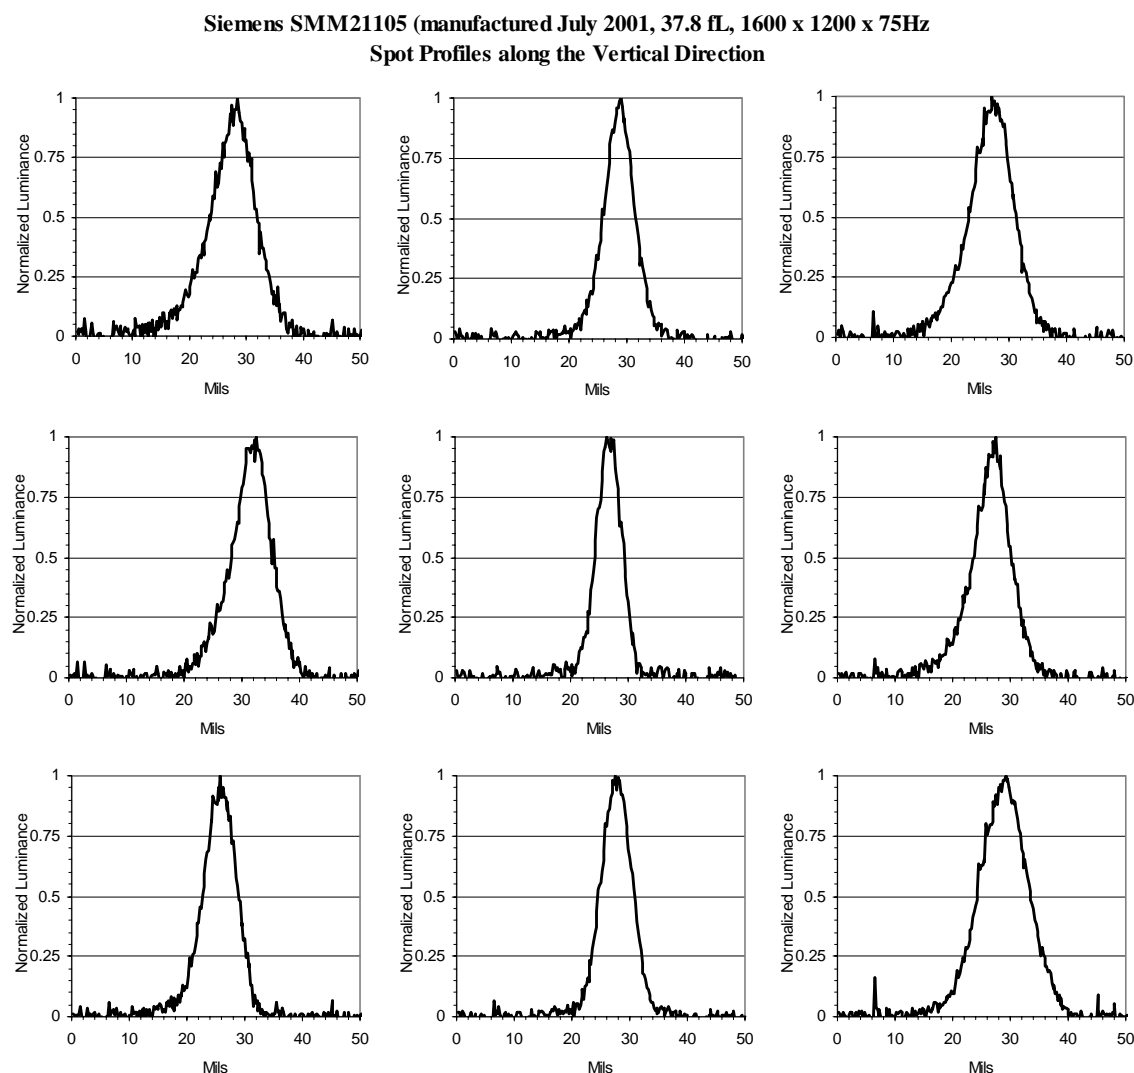 Siemens SMM21105 (manufactured July 2001, 37.8 fL, 1600 x 1200 x 75Hz
Spot Profiles along the Vertical Direction
Normalized Luminance
1
0.75
0.5
0.25
0
0 10 20 30 40 50
Mils
Normalized Luminance
1
0.75
0.5
0.25
0
0 10 20 30 40 50
Mils
Normalized Luminance
1
0.75
0.5
0.25
0
0 10 20 30 40 50
Mils
Normalized Luminance
1
0.75
0.5
0.25
0
0 10 20 30 40 50
Mils
Normalized Luminance
1
0.75
0.5
0.25
0
0 10 20 30 40 50
Mils
Normalized Luminance
1
0.75
0.5
0.25
0
0 10 20 30 40 50
Mils
Normalized Luminance
1
0.75
0.5
0.25
0
0 10 20 30 40 50
Mils
Normalized Luminance
1
0.75
0.5
0.25
0
0 10 20 30 40 50
Mils
Normalized Luminance
1
0.75
0.5
0.25
0
0 10 20 30 40 50
Mils